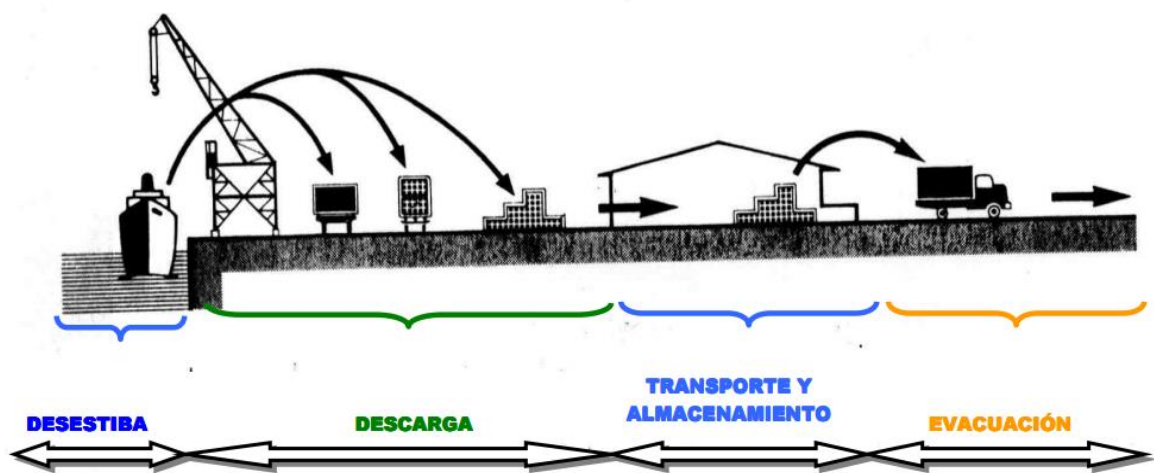 DESESTIBA
DESCARGA
TRANSPORTE Y
ALMACENAMIENTO
EVACUACIÓN